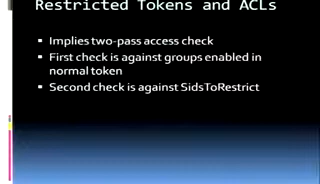 Restricted Tokens and ACLs
Implies two-pass access check
First check is against groups enabled in
normal token
Second check is against SidsToRestrict